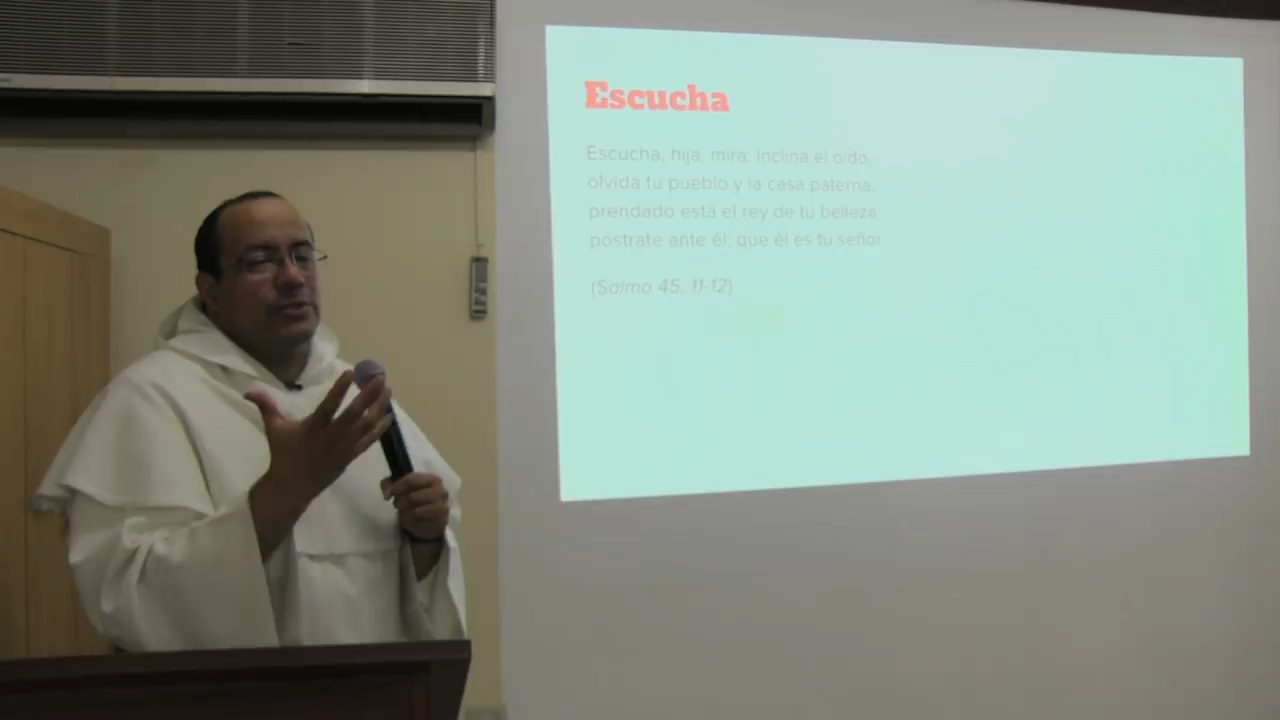 Escucha
Escucha, hija, mira: inclina el oído,
olvida tu pueblo y la casa paterna:
prendado está el rey de tu belleza:
póstrate ante él, que él es tu señor
(Salmo 45, 11-12)